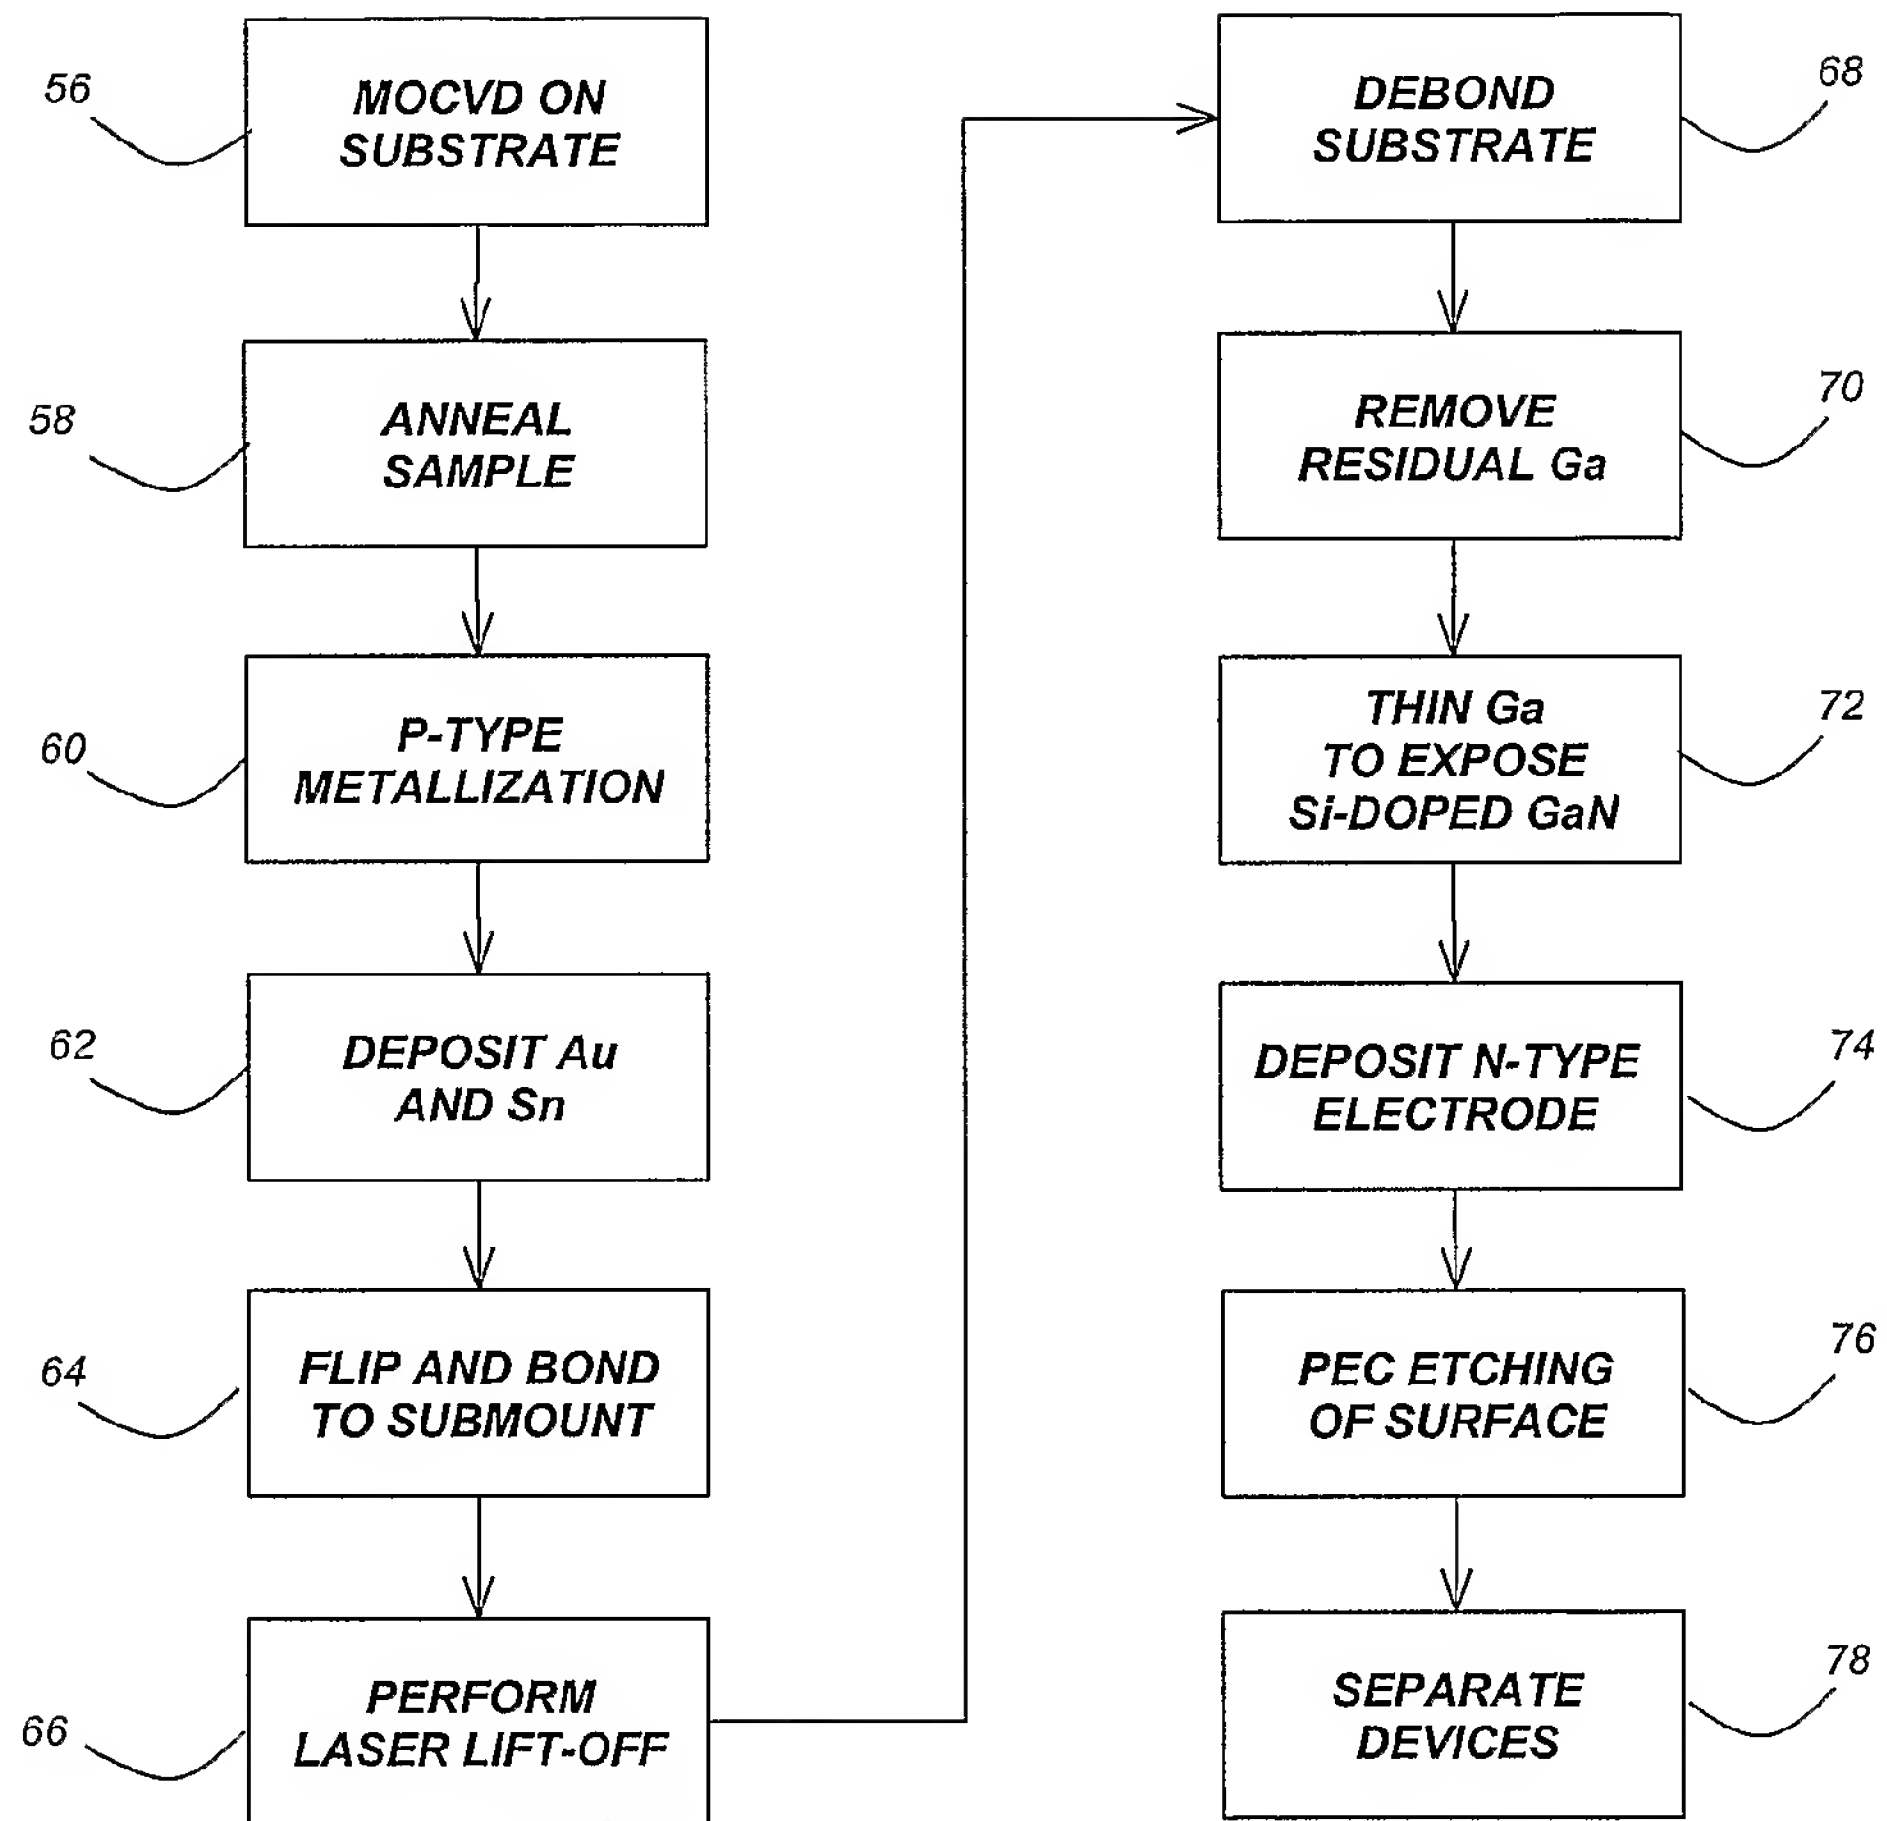 56
MOCVD ON
SUBSTRATE
58
ANNEAL
SAMPLE
60
P-TYPE
METALLIZATION
62
DEPOSIT Au
AND Sn
64
FLIP AND BOND
TO SUBMOUNT
66
PERFORM
LASER LIFT-OFF
68
DEBOND
SUBSTRATE
70
REMOVE
RESIDUAL Ga
72
THIN Ga
TO EXPOSE
Si-DOPED GaN
74
DEPOSIT N-TYPE
ELECTRODE
76
PEC ETCHING
OF SURFACE
78
SEPARATE
DEVICES